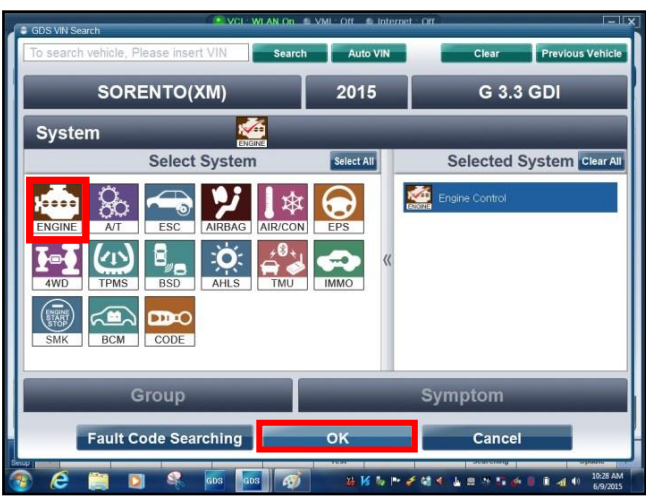 VCI : WLAN On VMI : Off Internet : Off
GDS VIN Search
To search vehicle, Please insert VIN Search Auto VIN Clear Previous Vehicle
SORENTO(XM) 2015 G 3.3 GDI
System ENGINE
Select System Select All Selected System Clear All
ENGINE A/T ESC AIRBAG AIR/CON EPS ENGINE Engine Control
4WD TPMS BSD AHLS TMU IMMO
«
ENGINE START STOP
SMK BCM CODE
Group Symptom
Fault Code Searching OK Cancel
Setup
GDS GDS 10:28 AM
6/9/2015